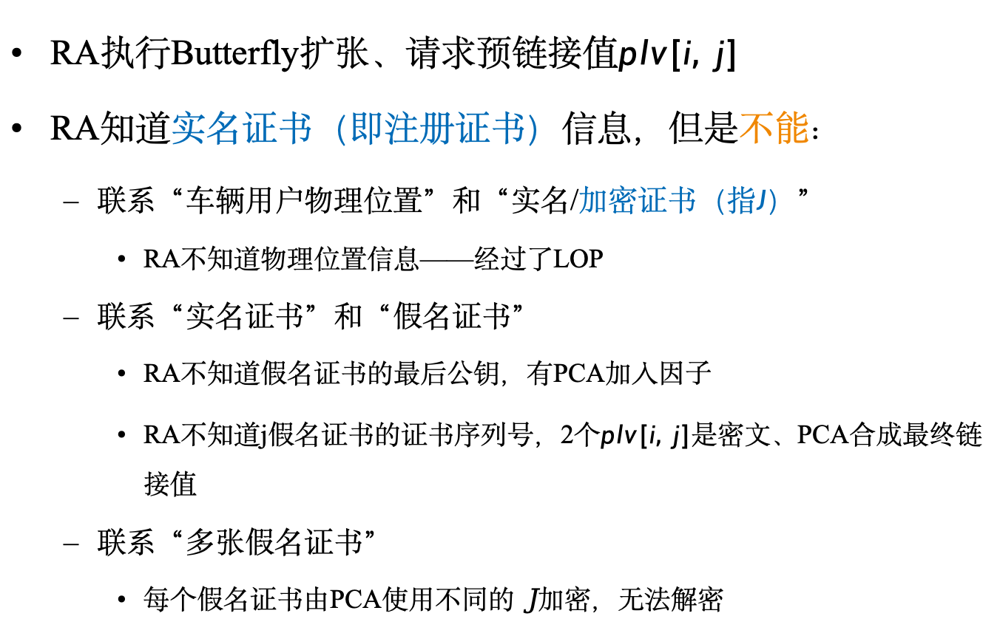 • RA执行Butterfly扩张、请求预链接值plv[i, j]
• RA知道实名证书（即注册证书）信息，但是不能：
– 联系“车辆用户物理位置”和“实名/加密证书（指J）”
• RA不知道物理位置信息——经过了LOP
– 联系“实名证书”和“假名证书”
• RA不知道假名证书的最后公钥，有PCA加入因子
• RA不知道j假名证书的证书序列号，2个plv[i, j]是密文、PCA合成最终链
接值
– 联系“多张假名证书”
• 每个假名证书由PCA使用不同的 J加密，无法解密